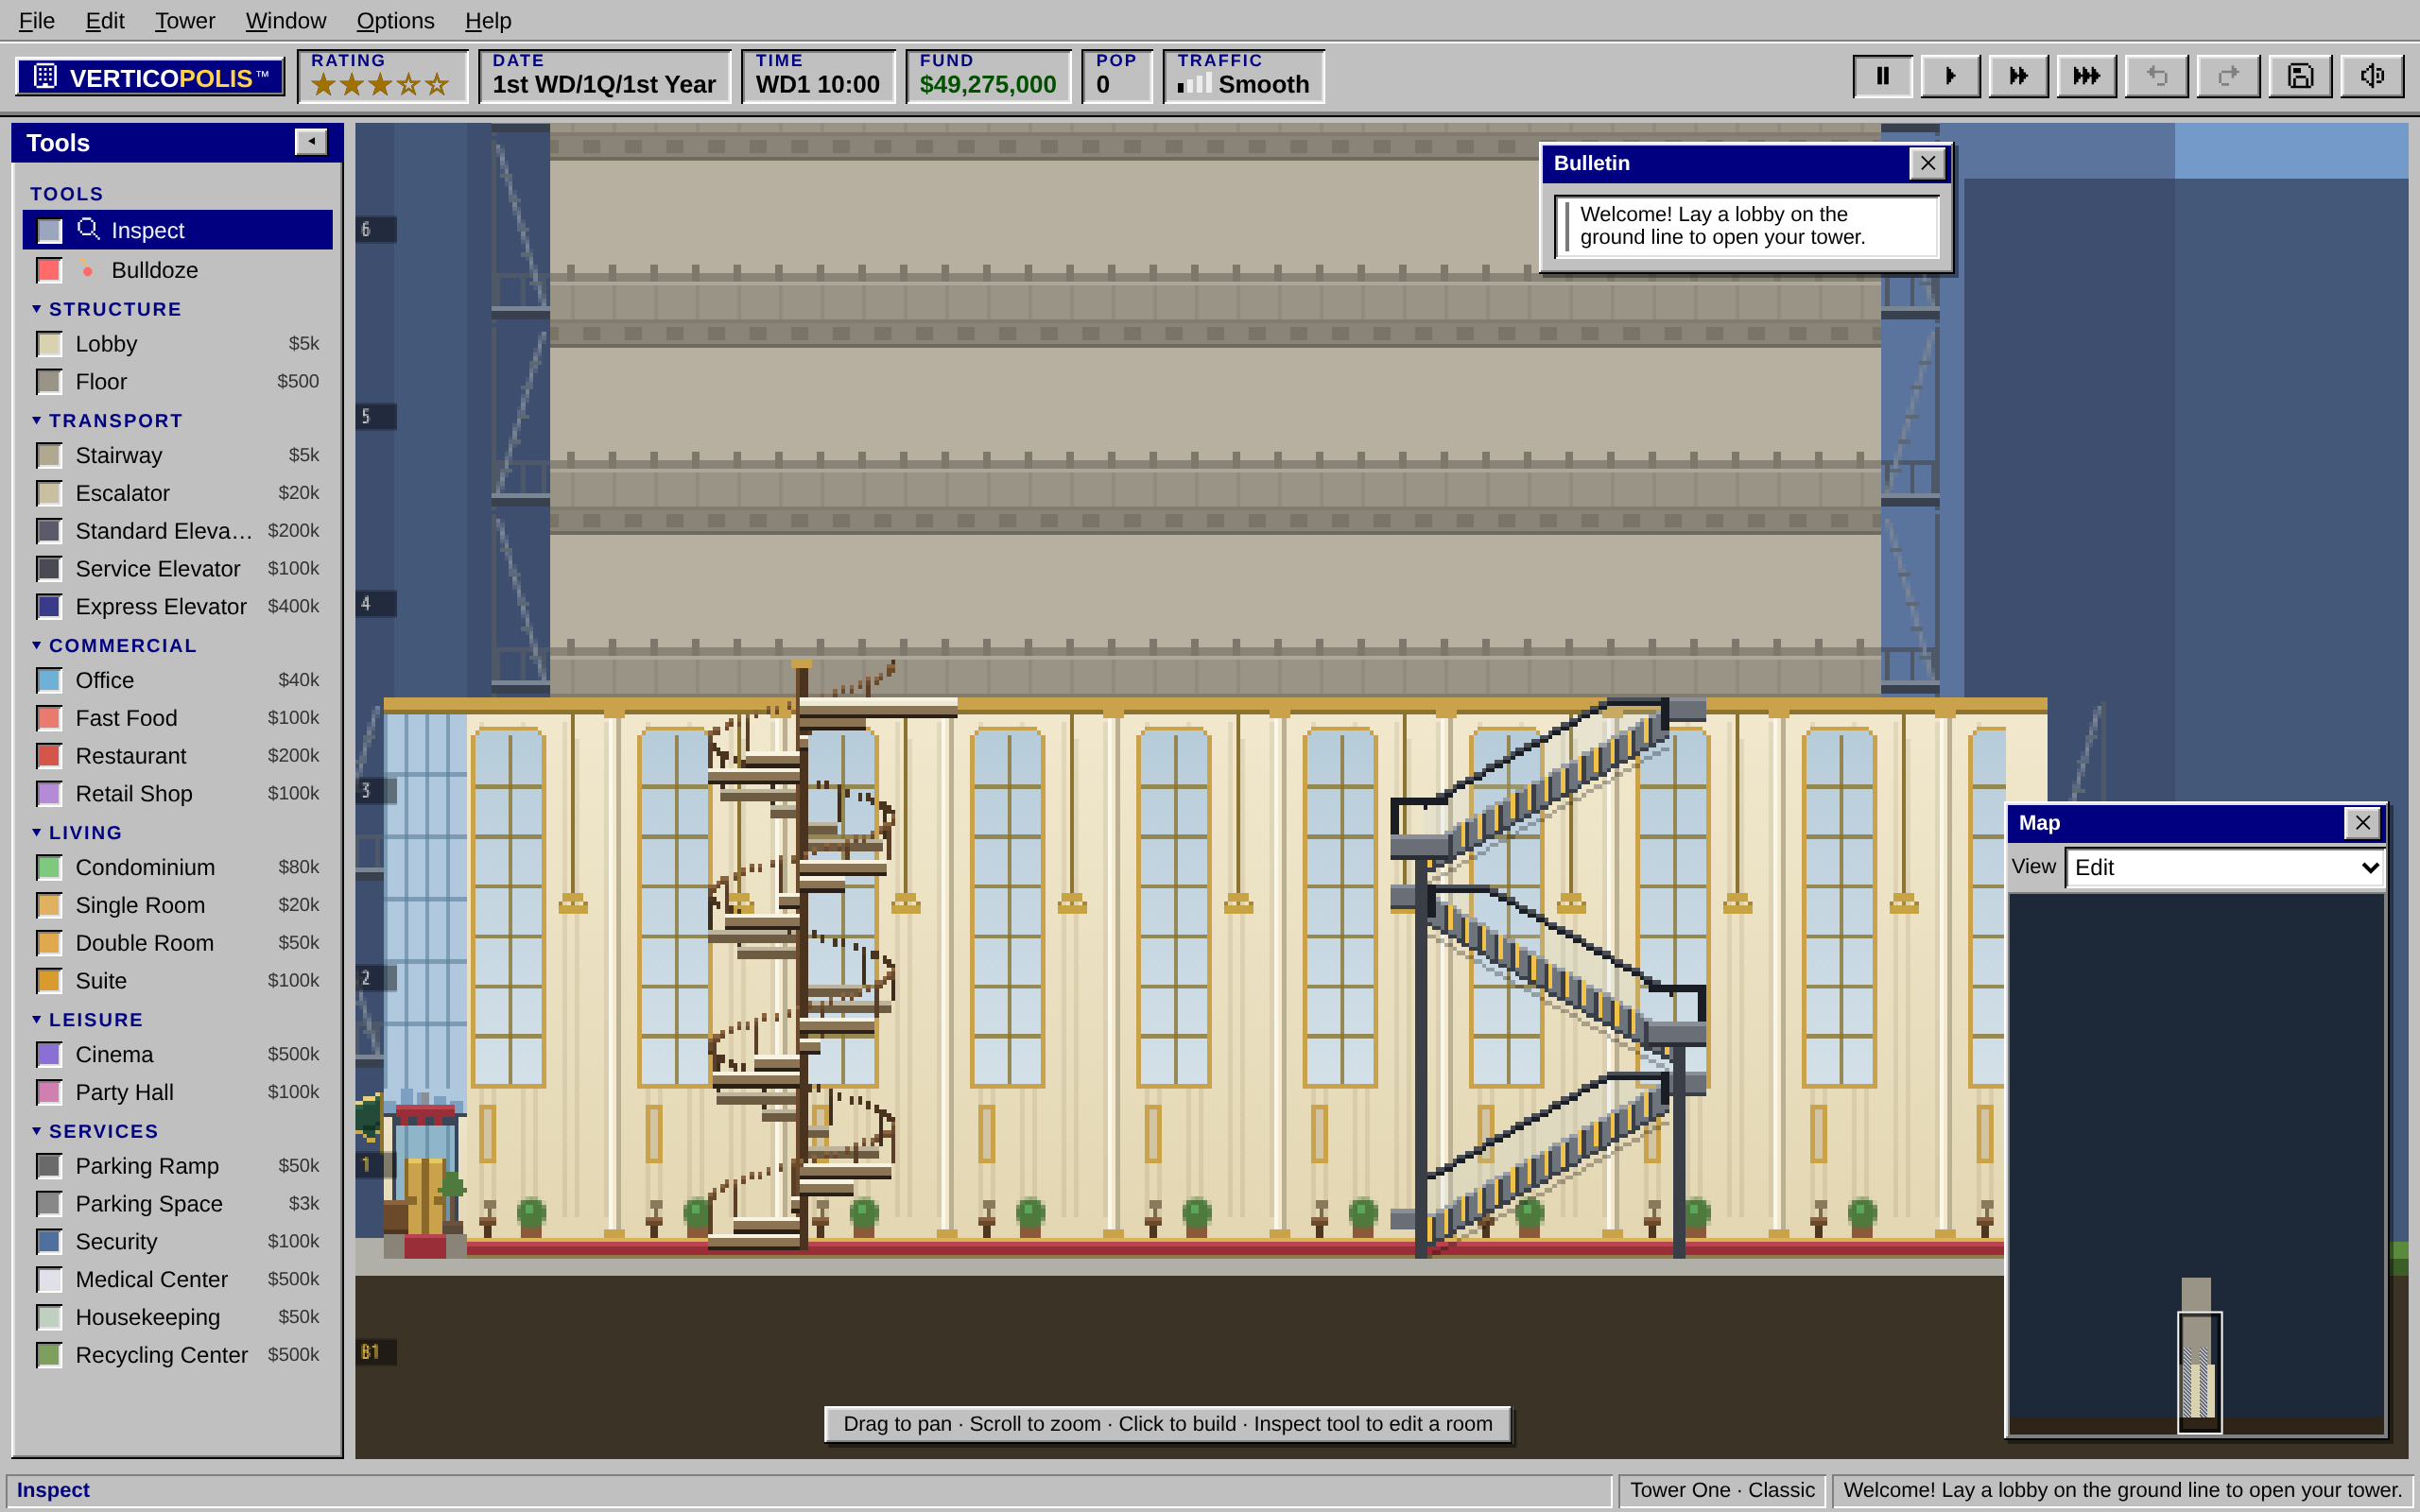 File Edit Tower Window Options Help
VERTICOPOLIS™
RATING
DATE
1st WD/1Q/1st Year
TIME
WD1 10:00
FUND
$49,275,000
POP
0
TRAFFIC
Smooth
Tools
TOOLS
Inspect
Bulldoze
STRUCTURE
Lobby $5k
Floor $500
TRANSPORT
Stairway $5k
Escalator $20k
Standard Eleva… $200k
Service Elevator $100k
Express Elevator $400k
COMMERCIAL
Office $40k
Fast Food $100k
Restaurant $200k
Retail Shop $100k
LIVING
Condominium $80k
Single Room $20k
Double Room $50k
Suite $100k
LEISURE
Cinema $500k
Party Hall $100k
SERVICES
Parking Ramp $50k
Parking Space $3k
Security $100k
Medical Center $500k
Housekeeping $50k
Recycling Center $500k
6
5
4
3
2
1
B1
Bulletin
Welcome! Lay a lobby on the
ground line to open your tower.
Map
View Edit
Drag to pan · Scroll to zoom · Click to build · Inspect tool to edit a room
Inspect
Tower One · Classic
Welcome! Lay a lobby on the ground line to open your tower.